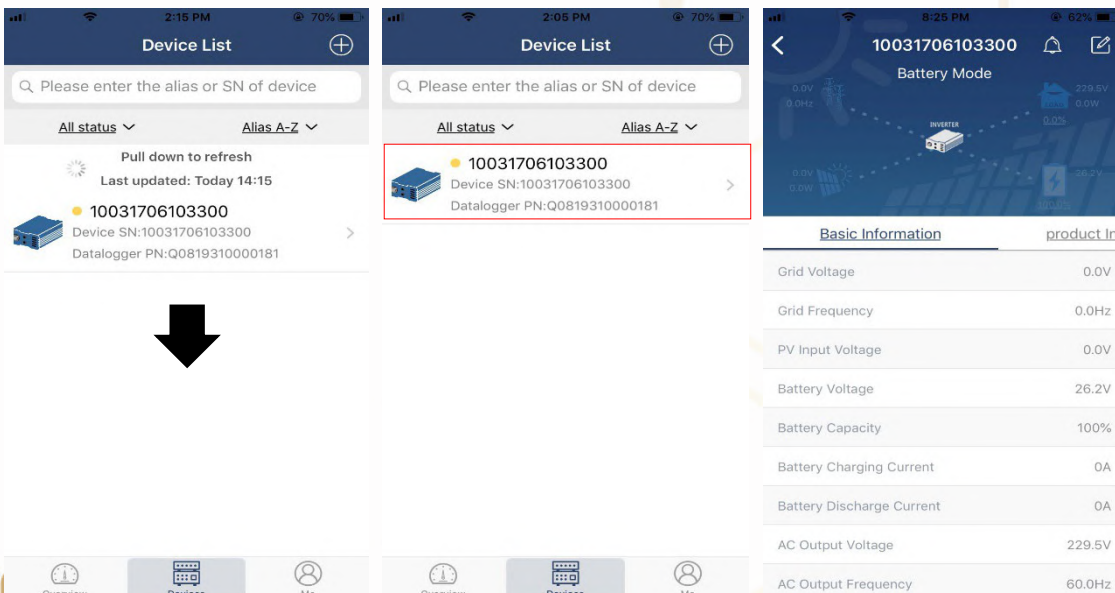 2:15 PM
70%
Device List
Please enter the alias or SN of device
All status
Alias A-Z
Pull down to refresh
Last updated: Today 14:15
10031706103300
Device SN:10031706103300
Datalogger PN:Q0819310000181
Devices
2:05 PM
70%
Device List
Please enter the alias or SN of device
All status
Alias A-Z
10031706103300
Device SN:10031706103300
Datalogger PN:Q0819310000181
Devices
8:25 PM
62%
10031706103300
Battery Mode
0.0V
0.0Hz
229.5V
0.0W
0.0%
INVERTER
0.0V
0.0W
26.2V
Basic Information
product In
Grid Voltage 0.0V
Grid Frequency 0.0Hz
PV Input Voltage 0.0V
Battery Voltage 26.2V
Battery Capacity 100%
Battery Charging Current 0A
Battery Discharge Current 0A
AC Output Voltage 229.5V
AC Output Frequency 60.0Hz